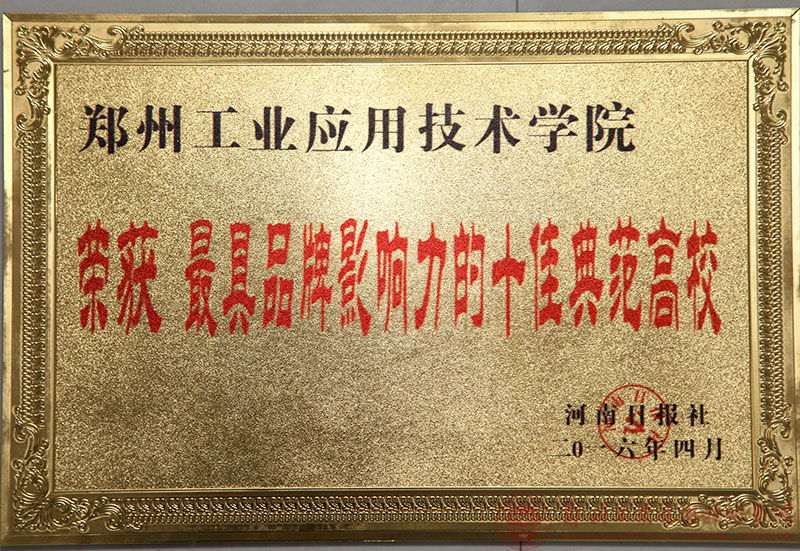 郑州工业应用技术学院
荣获 最具品牌影响力的十佳典范高校
河南日报社
二0一六年四月